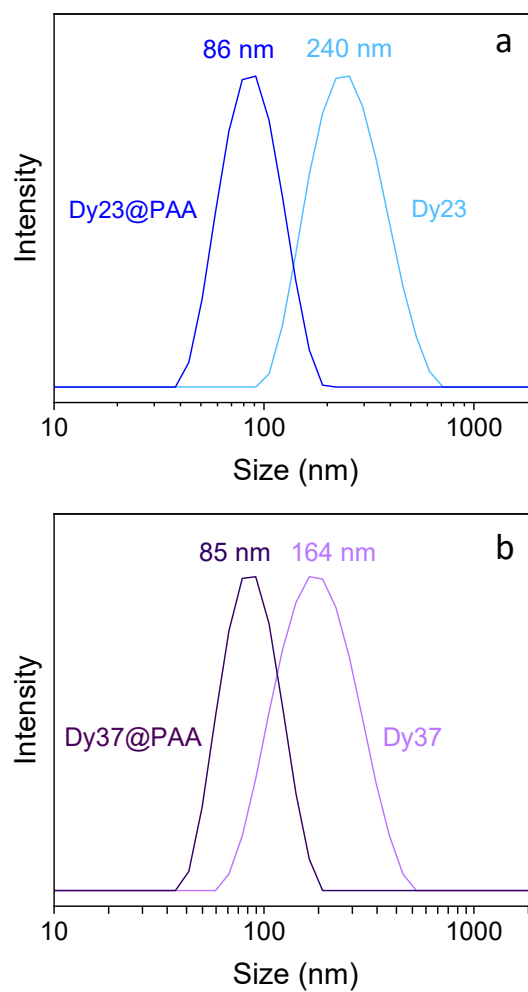 a
86 nm 240 nm
Dy23@PAA Dy23
Intensity
10 100 1000
Size (nm)
b
85 nm 164 nm
Dy37@PAA Dy37
Intensity
10 100 1000
Size (nm)